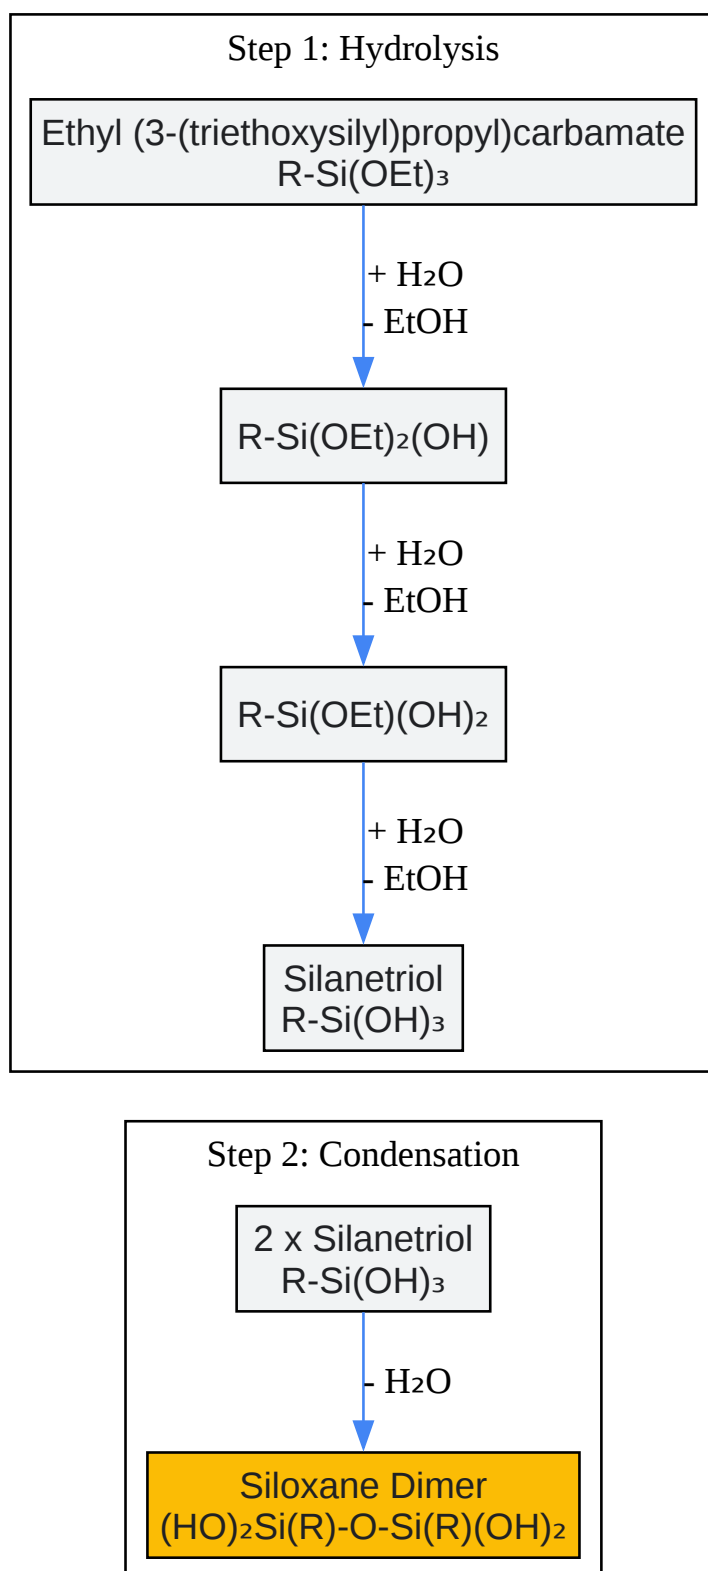 Step 1: Hydrolysis
Ethyl (3-(triethoxysilyl)propyl)carbamate
R-Si(OEt)₃
+ H₂O
- EtOH
R-Si(OEt)₂(OH)
+ H₂O
- EtOH
R-Si(OEt)(OH)₂
+ H₂O
- EtOH
Silanetriol
R-Si(OH)₃
Step 2: Condensation
2 x Silanetriol
R-Si(OH)₃
- H₂O
Siloxane Dimer
(HO)₂Si(R)-O-Si(R)(OH)₂